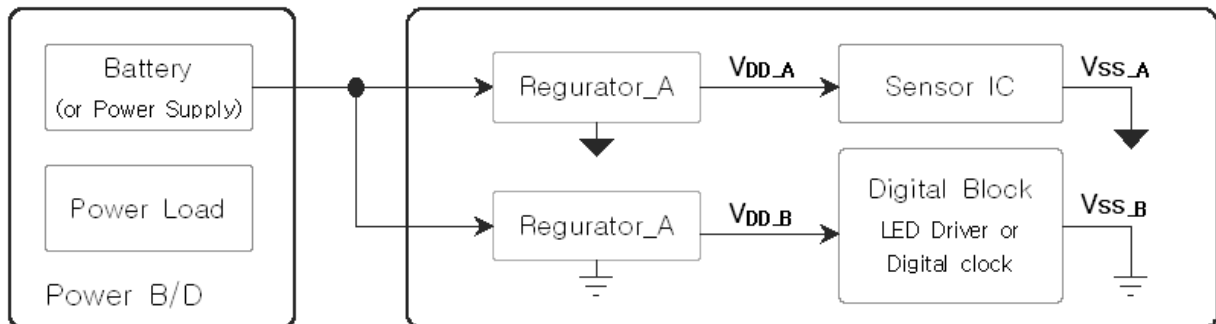 Battery
(or Power Supply)
Power Load
Power B/D
Regurator_A
VDD_A
Sensor IC
VSS_A
Regurator_A
VDD_B
Digital Block
LED Driver or
Digital clock
VSS_B